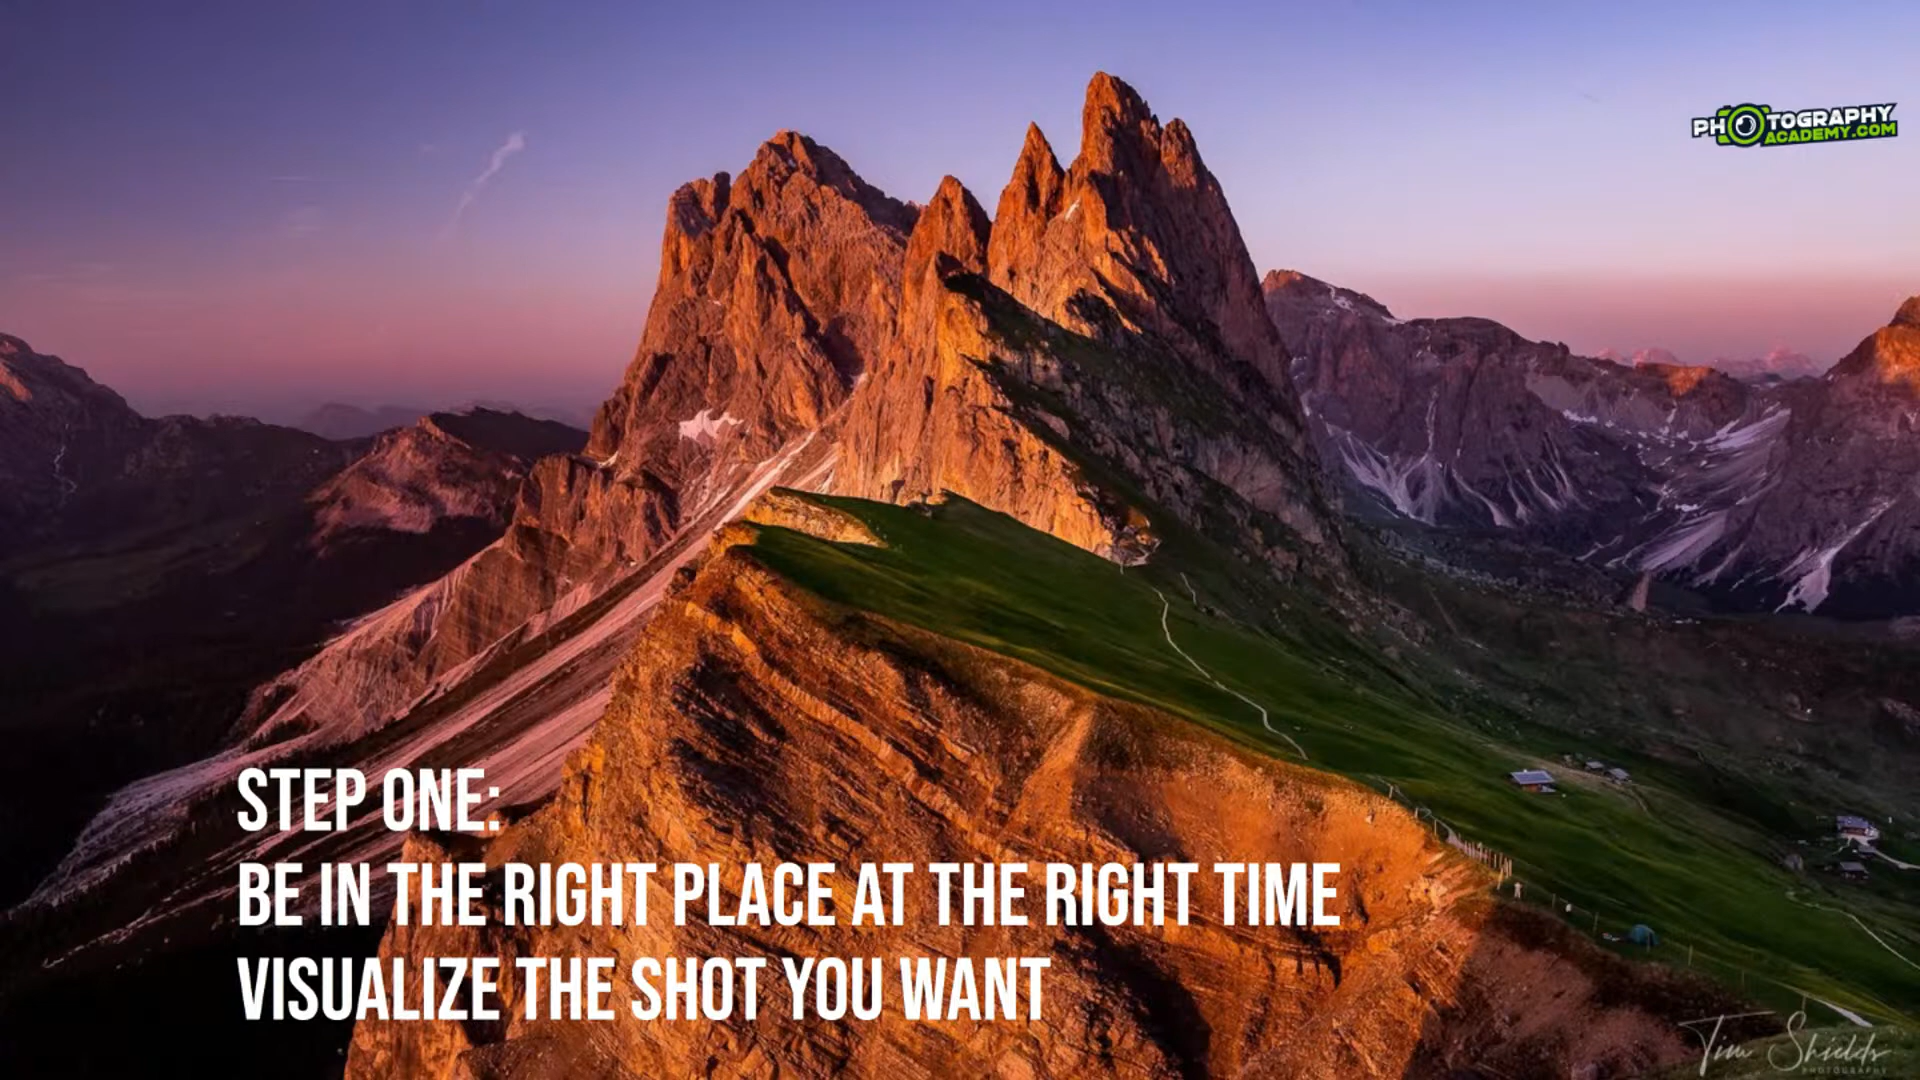 PHOTOGRAPHY
ACADEMY.COM
STEP ONE:
BE IN THE RIGHT PLACE AT THE RIGHT TIME
VISUALIZE THE SHOT YOU WANT
Tim Shields
PHOTOGRAPHY